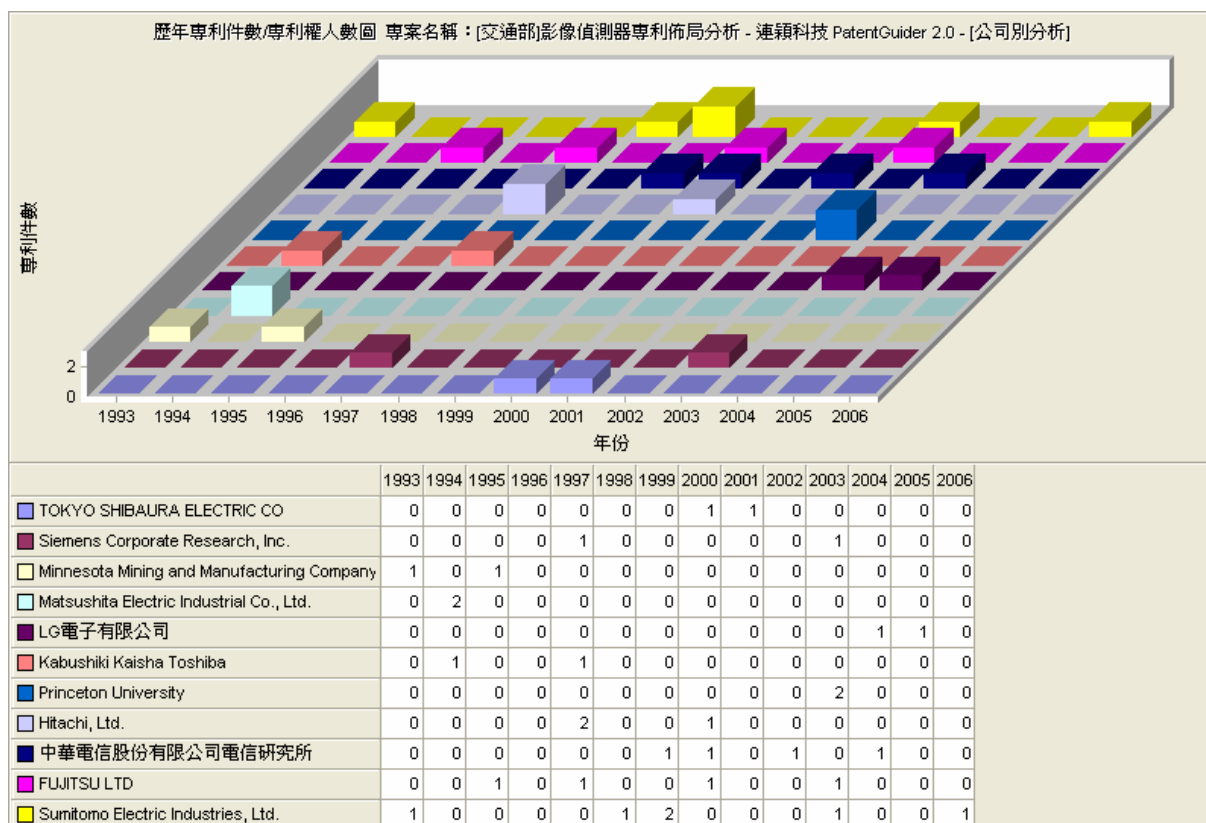 歷年專利件數/專利權人數圖 專案名稱：[交通部]影像偵測器專利佈局分析 - 連穎科技 PatentGuider 2.0 - [公司別分析]
專利件數
2
0
1993 1994 1995 1996 1997 1998 1999 2000 2001 2002 2003 2004 2005 2006
年份
1993 1994 1995 1996 1997 1998 1999 2000 2001 2002 2003 2004 2005 2006
TOKYO SHIBAURA ELECTRIC CO 0 0 0 0 0 0 0 1 1 0 0 0 0 0
Siemens Corporate Research, Inc. 0 0 0 0 1 0 0 0 0 0 1 0 0 0
Minnesota Mining and Manufacturing Company 1 0 1 0 0 0 0 0 0 0 0 0 0 0
Matsushita Electric Industrial Co., Ltd. 0 2 0 0 0 0 0 0 0 0 0 0 0 0
LG電子有限公司 0 0 0 0 0 0 0 0 0 0 0 1 1 0
Kabushiki Kaisha Toshiba 0 1 0 0 1 0 0 0 0 0 0 0 0 0
Princeton University 0 0 0 0 0 0 0 0 0 0 2 0 0 0
Hitachi, Ltd. 0 0 0 0 2 0 0 1 0 0 0 0 0 0
中華電信股份有限公司電信研究所 0 0 0 0 0 0 1 1 0 1 0 1 0 0
FUJITSU LTD 0 0 1 0 1 0 0 1 0 0 1 0 0 0
Sumitomo Electric Industries, Ltd. 1 0 0 0 0 1 2 0 0 0 1 0 0 1